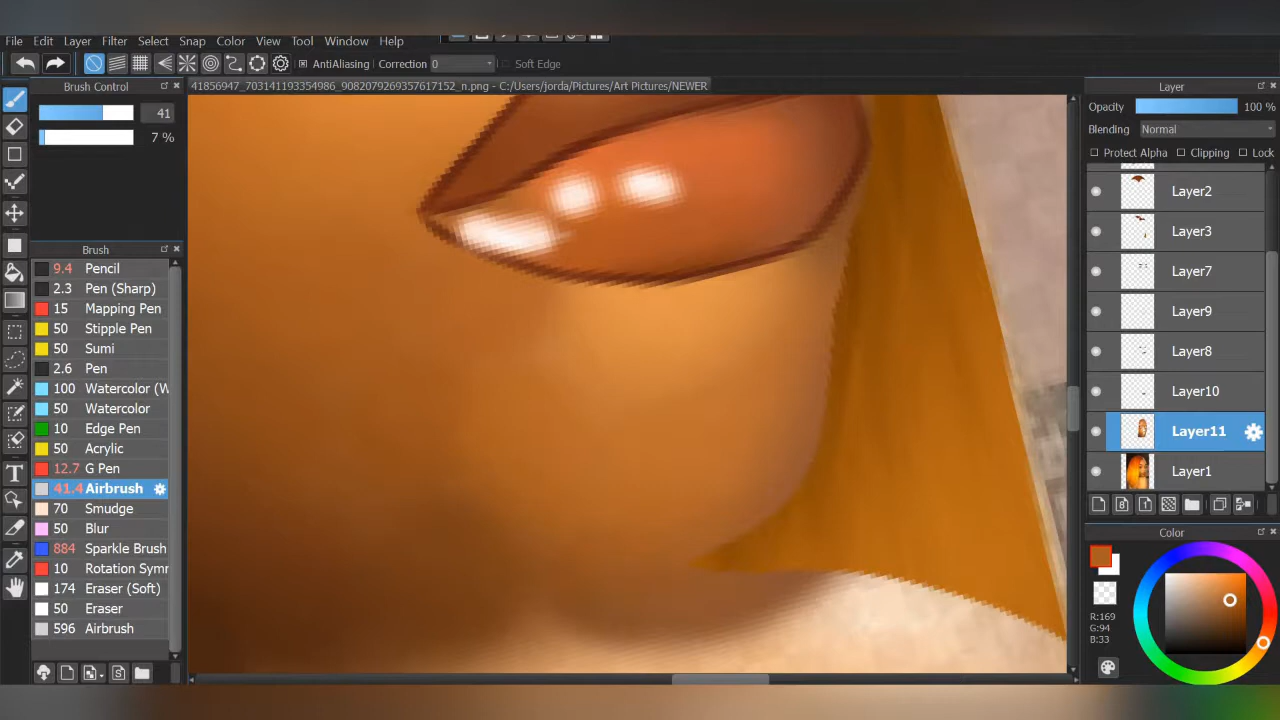 File Edit Layer Filter Select Snap Color View Tool Window Help
AntiAliasing Correction 0 Soft Edge
Brush Control
41
7 %
41856947_703141193354986_9082079269357617152_n.png - C:/Users/jorda/Pictures/Art Pictures/NEWER
Brush
9.4 Pencil
2.3 Pen (Sharp)
15 Mapping Pen
50 Stipple Pen
50 Sumi
2.6 Pen
100 Watercolor (W
50 Watercolor
10 Edge Pen
50 Acrylic
12.7 G Pen
41.4 Airbrush
70 Smudge
50 Blur
884 Sparkle Brush
10 Rotation Symm
174 Eraser (Soft)
50 Eraser
596 Airbrush
Layer
Opacity 100 %
Blending Normal
Protect Alpha Clipping Lock
Layer2
Layer3
Layer7
Layer9
Layer8
Layer10
Layer11
Layer1
Color
R:169
G:94
B:33